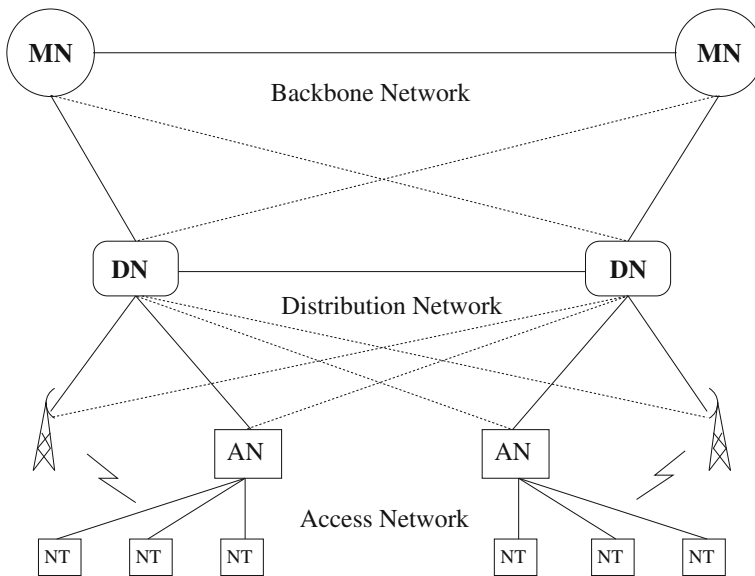 MN MN
Backbone Network
DN DN
Distribution Network
AN AN
Access Network
NT NT NT NT NT NT